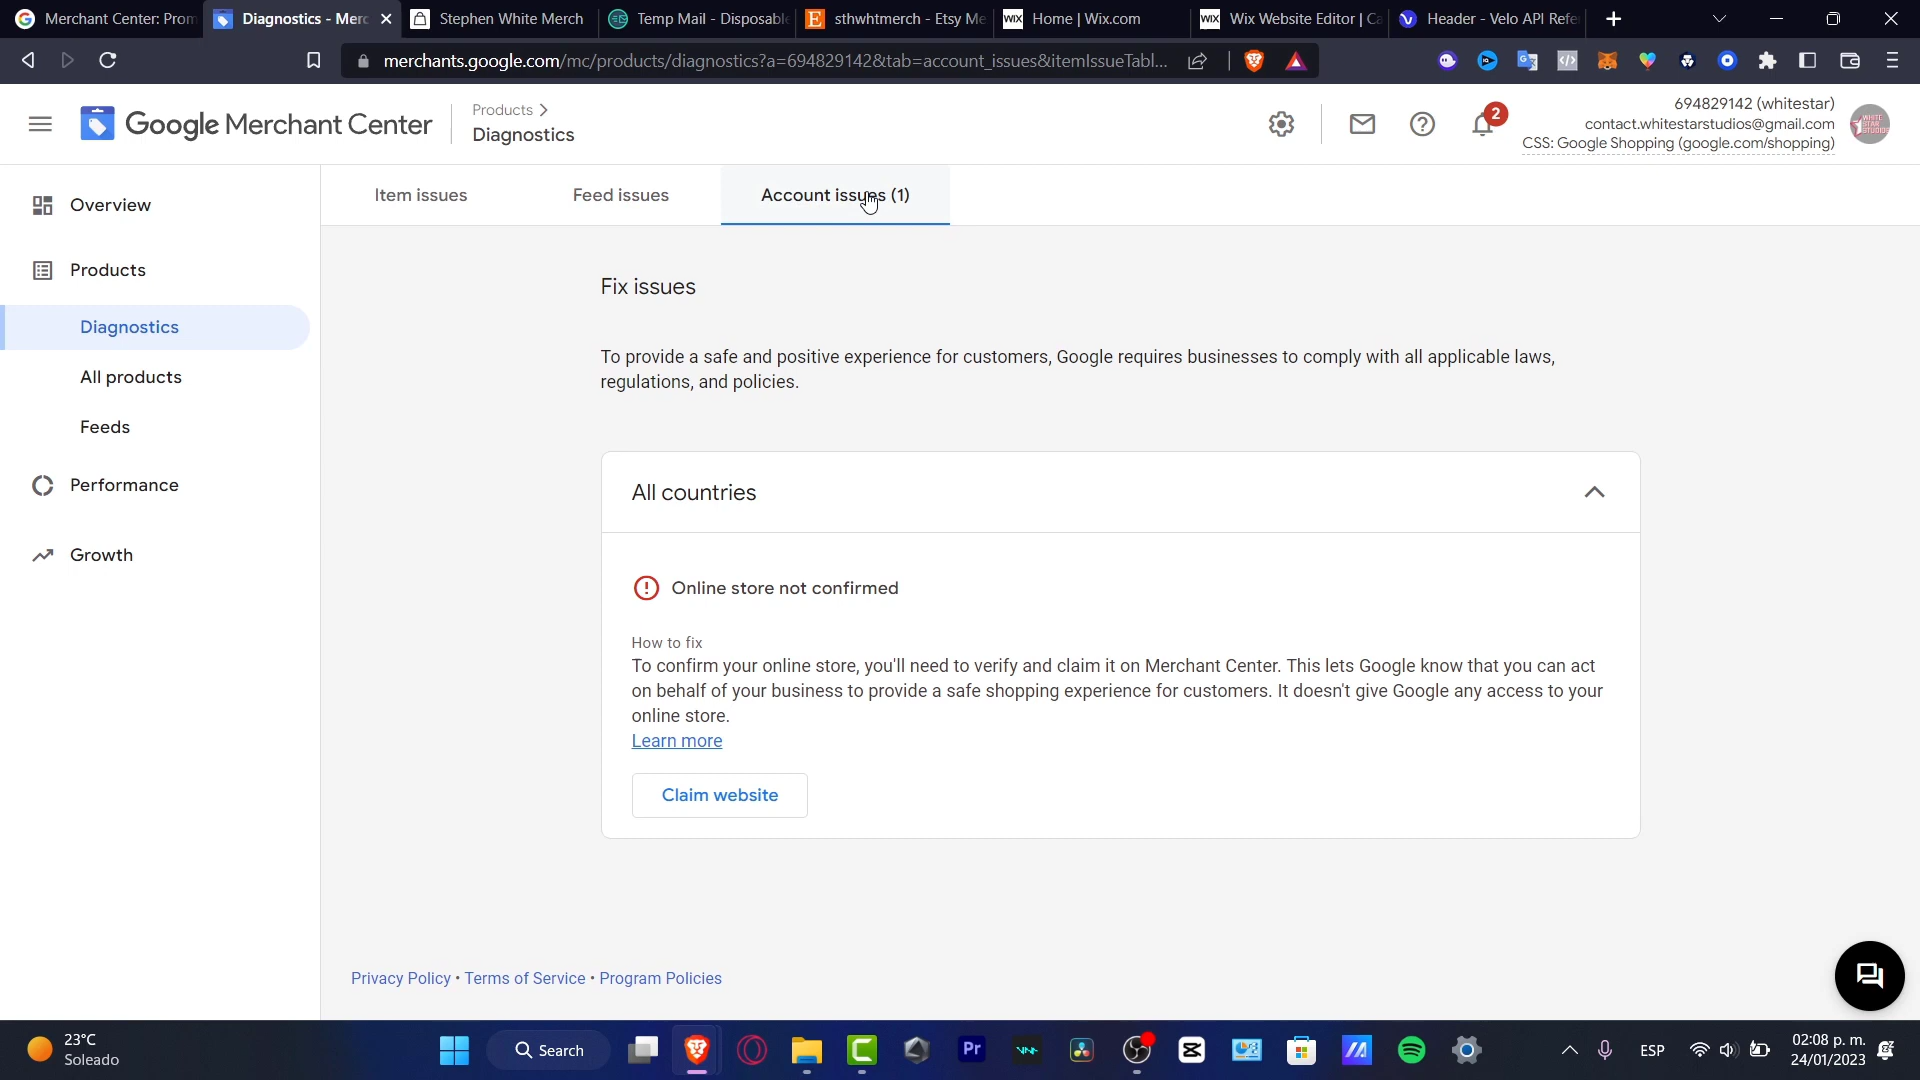 Merchant Center: Prom
Diagnostics - Merc
Stephen White Merch
Temp Mail - Disposable
sthwhtmerch - Etsy Me
Home | Wix.com
Wix Website Editor | Ca
Header - Velo API Refe
merchants.google.com/mc/products/diagnostics?a=694829142&tab=account_issues&itemIssueTabl...
Google Merchant Center
Products
Diagnostics
2
694829142 (whitestar)
contact.whitestarstudios@gmail.com
CSS: Google Shopping (google.com/shopping)
WHITE
STAR
STUDIOS
Overview
Products
Diagnostics
All products
Feeds
Performance
Growth
Item issues
Feed issues
Account issues (1)
Fix issues
To provide a safe and positive experience for customers, Google requires businesses to comply with all applicable laws,
regulations, and policies.
All countries
Online store not confirmed
How to fix
To confirm your online store, you'll need to verify and claim it on Merchant Center. This lets Google know that you can act
on behalf of your business to provide a safe shopping experience for customers. It doesn't give Google any access to your
online store.
Learn more
Claim website
Privacy Policy • Terms of Service • Program Policies
23°C
Soleado
Search
Pr
ESP
02:08 p. m.
24/01/2023